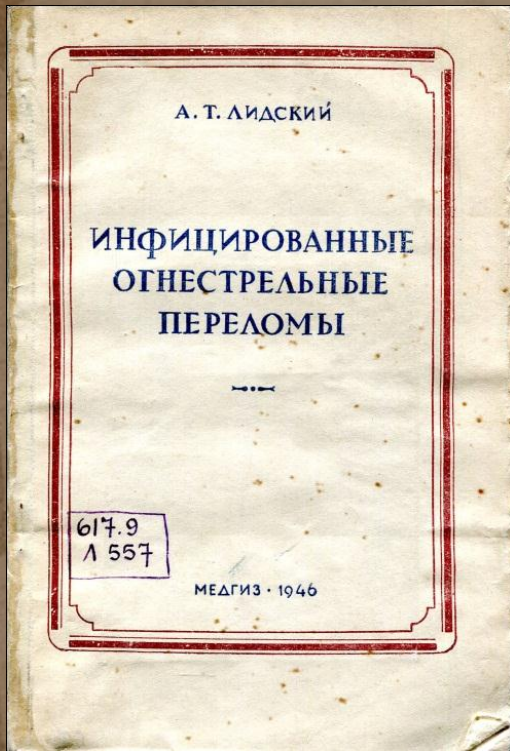 А. Т. ЛИДСКИЙ
ИНФИЦИРОВАННЫЕ
ОГНЕСТРЕЛЬНЫЕ
ПЕРЕЛОМЫ
617.9
Л 557
МЕДГИЗ · 1946